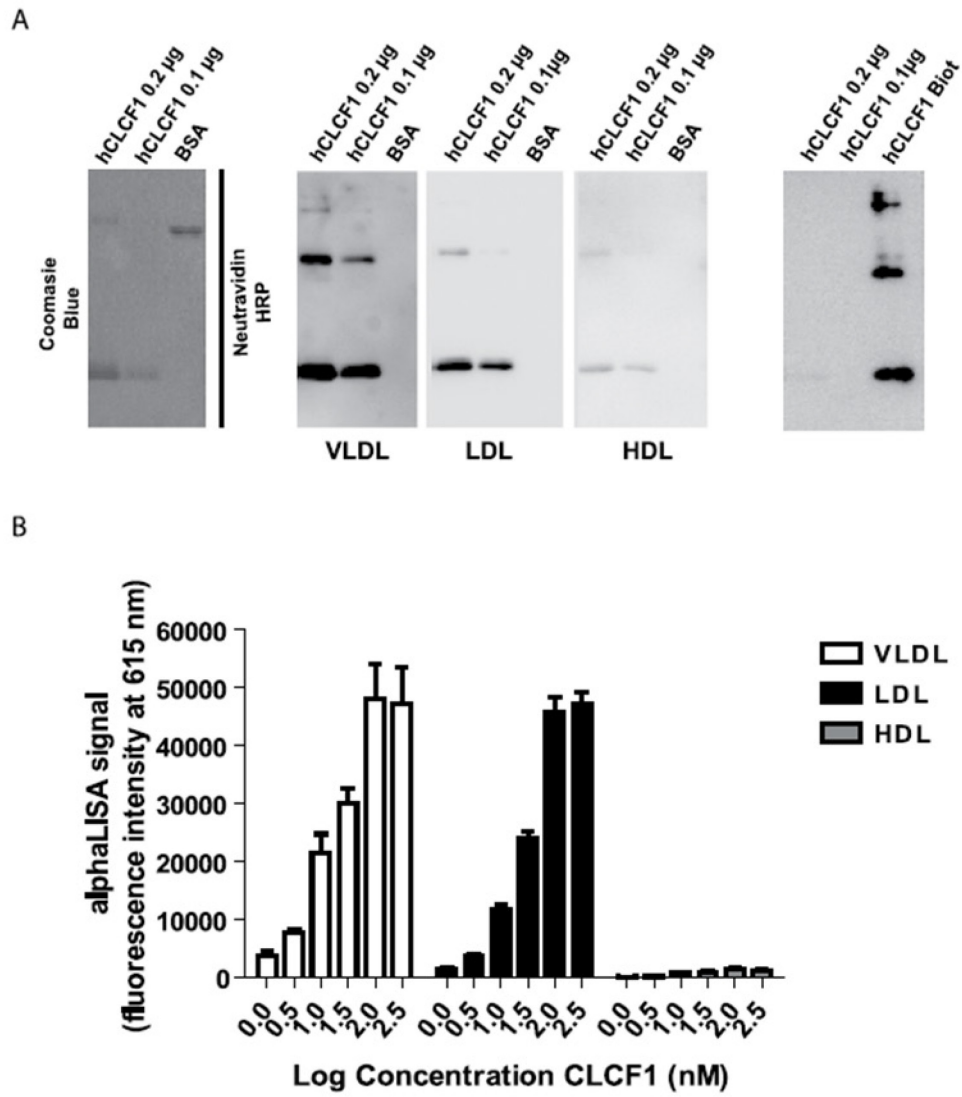 A
hCLCF1 0.2 µg
hCLCF1 0.1 µg
BSA
hCLCF1 0.2 µg
hCLCF1 0.1 µg
BSA
hCLCF1 0.2 µg
hCLCF1 0.1µg
BSA
hCLCF1 0.2 µg
hCLCF1 0.1 µg
BSA
hCLCF1 0.2 µg
hCLCF1 0.1µg
hCLCF1 Biot
Coomasie
Blue
Neutravidin
HRP
VLDL
LDL
HDL
B
alphaLISA signal
(fluorescence intensity at 615 nm)
60000
50000
40000
30000
20000
10000
0
0.0 0.5 1.0 1.5 2.0 2.5 0.0 0.5 1.0 1.5 2.0 2.5 0.0 0.5 1.0 1.5 2.0 2.5
Log Concentration CLCF1 (nM)
VLDL
LDL
HDL